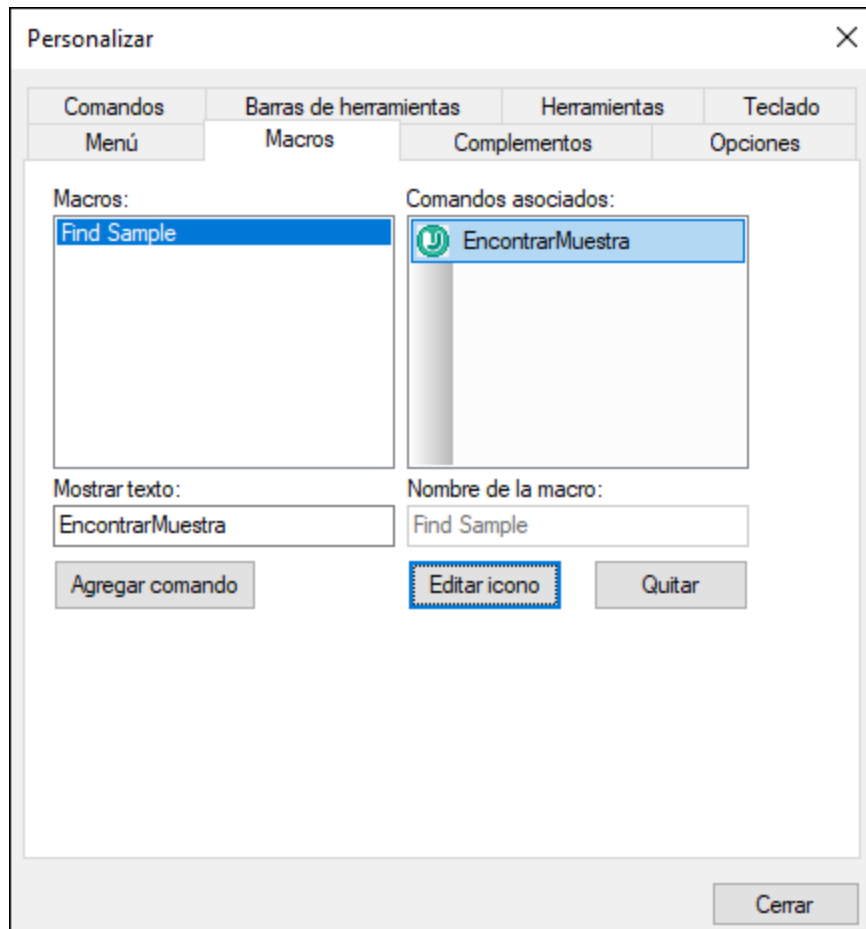 Personalizar
Comandos Barras de herramientas Herramientas Teclado
Menú Macros Complementos Opciones
Macros: Comandos asociados:
Find Sample EncontrarMuestra
Mostrar texto: Nombre de la macro:
EncontrarMuestra Find Sample
Agregar comando Editar icono Quitar
Cerrar